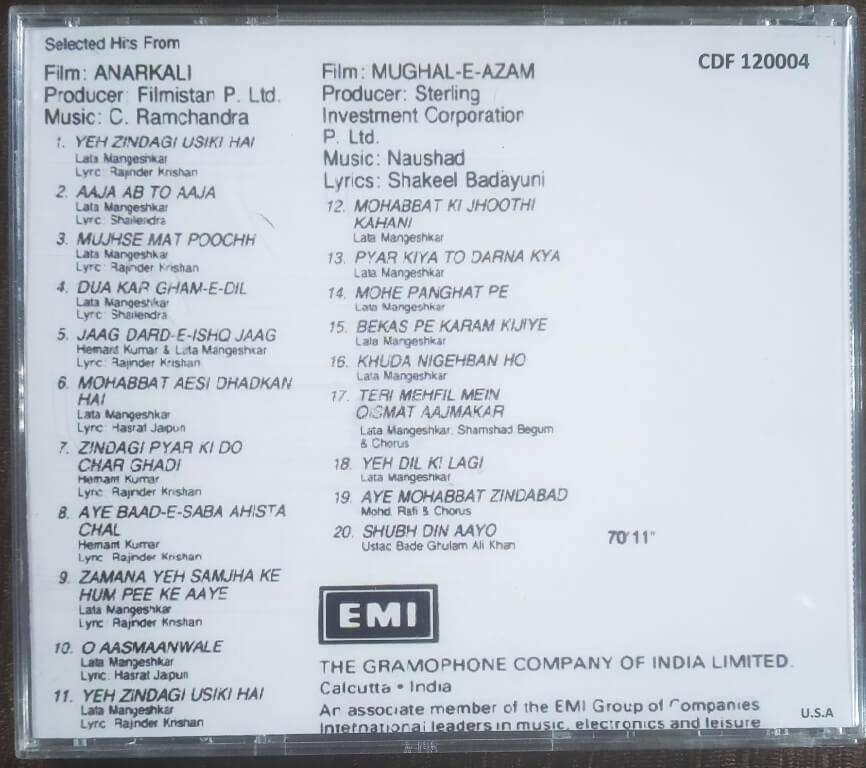 Selected Hits From
Film: ANARKALI
Producer: Filmistan P. Ltd.
Music: C. Ramchandra
1. YEH ZINDAGI USIKI HAI
Lata Mangeshkar
Lyrc: Rajinder Krishan
2. AAJA AB TO AAJA
Lata Mangeshkar
Lyrc: Shailendra
3. MUJHSE MAT POOCHH
Lata Mangeshkar
Lyrc: Rajinder Krishan
4. DUA KAR GHAM-E-DIL
Lata Mangeshkar
Lyrc: Shailendra
5. JAAG DARD-E-ISHQ JAAG
Hemant Kumar & Lata Mangeshkar
Lyrc: Rajinder Krishan
6. MOHABBAT AESI DHADKAN
HAI
Lata Mangeshkar
Lyrc: Hasrat Jaipuri
7. ZINDAGI PYAR KI DO
CHAR GHADI
Hemant Kumar
Lyrc: Rajinder Krishan
8. AYE BAAD-E-SABA AHISTA
CHAL
Hemant Kumar
Lyrc: Rajinder Krishan
9. ZAMANA YEH SAMJHA KE
HUM PEE KE AAYE
Lata Mangeshkar
Lyrc: Rajinder Krishan
10. O AASMAANWALE
Lata Mangeshkar
Lyrc: Hasrat Jaipuri
11. YEH ZINDAGI USIKI HAI
Lata Mangeshkar
Lyrc: Rajinder Krishan
Film: MUGHAL-E-AZAM
Producer: Sterling
Investment Corporation
P. Ltd.
Music: Naushad
Lyrics: Shakeel Badayuni
12. MOHABBAT KI JHOOTHI
KAHANI
Lata Mangeshkar
13. PYAR KIYA TO DARNA KYA
Lata Mangeshkar
14. MOHE PANGHAT PE
Lata Mangeshkar
15. BEKAS PE KARAM KIJIYE
Lata Mangeshkar
16. KHUDA NIGEHBAN HO
Lata Mangeshkar
17. TERI MEHFIL MEIN
QISMAT AAJMAKAR
Lata Mangeshkar, Shamshad Begum
& Chorus
18. YEH DIL KI LAGI
Lata Mangeshkar
19. AYE MOHABBAT ZINDABAD
Mohd. Rafi & Chorus
20. SHUBH DIN AAYO
Ustad Bade Ghulam Ali Khan
70'11"
CDF 120004
EMI
THE GRAMOPHONE COMPANY OF INDIA LIMITED.
Calcutta • India
An associate member of the EMI Group of Companies
International leaders in music, electronics and leisure
U.S.A